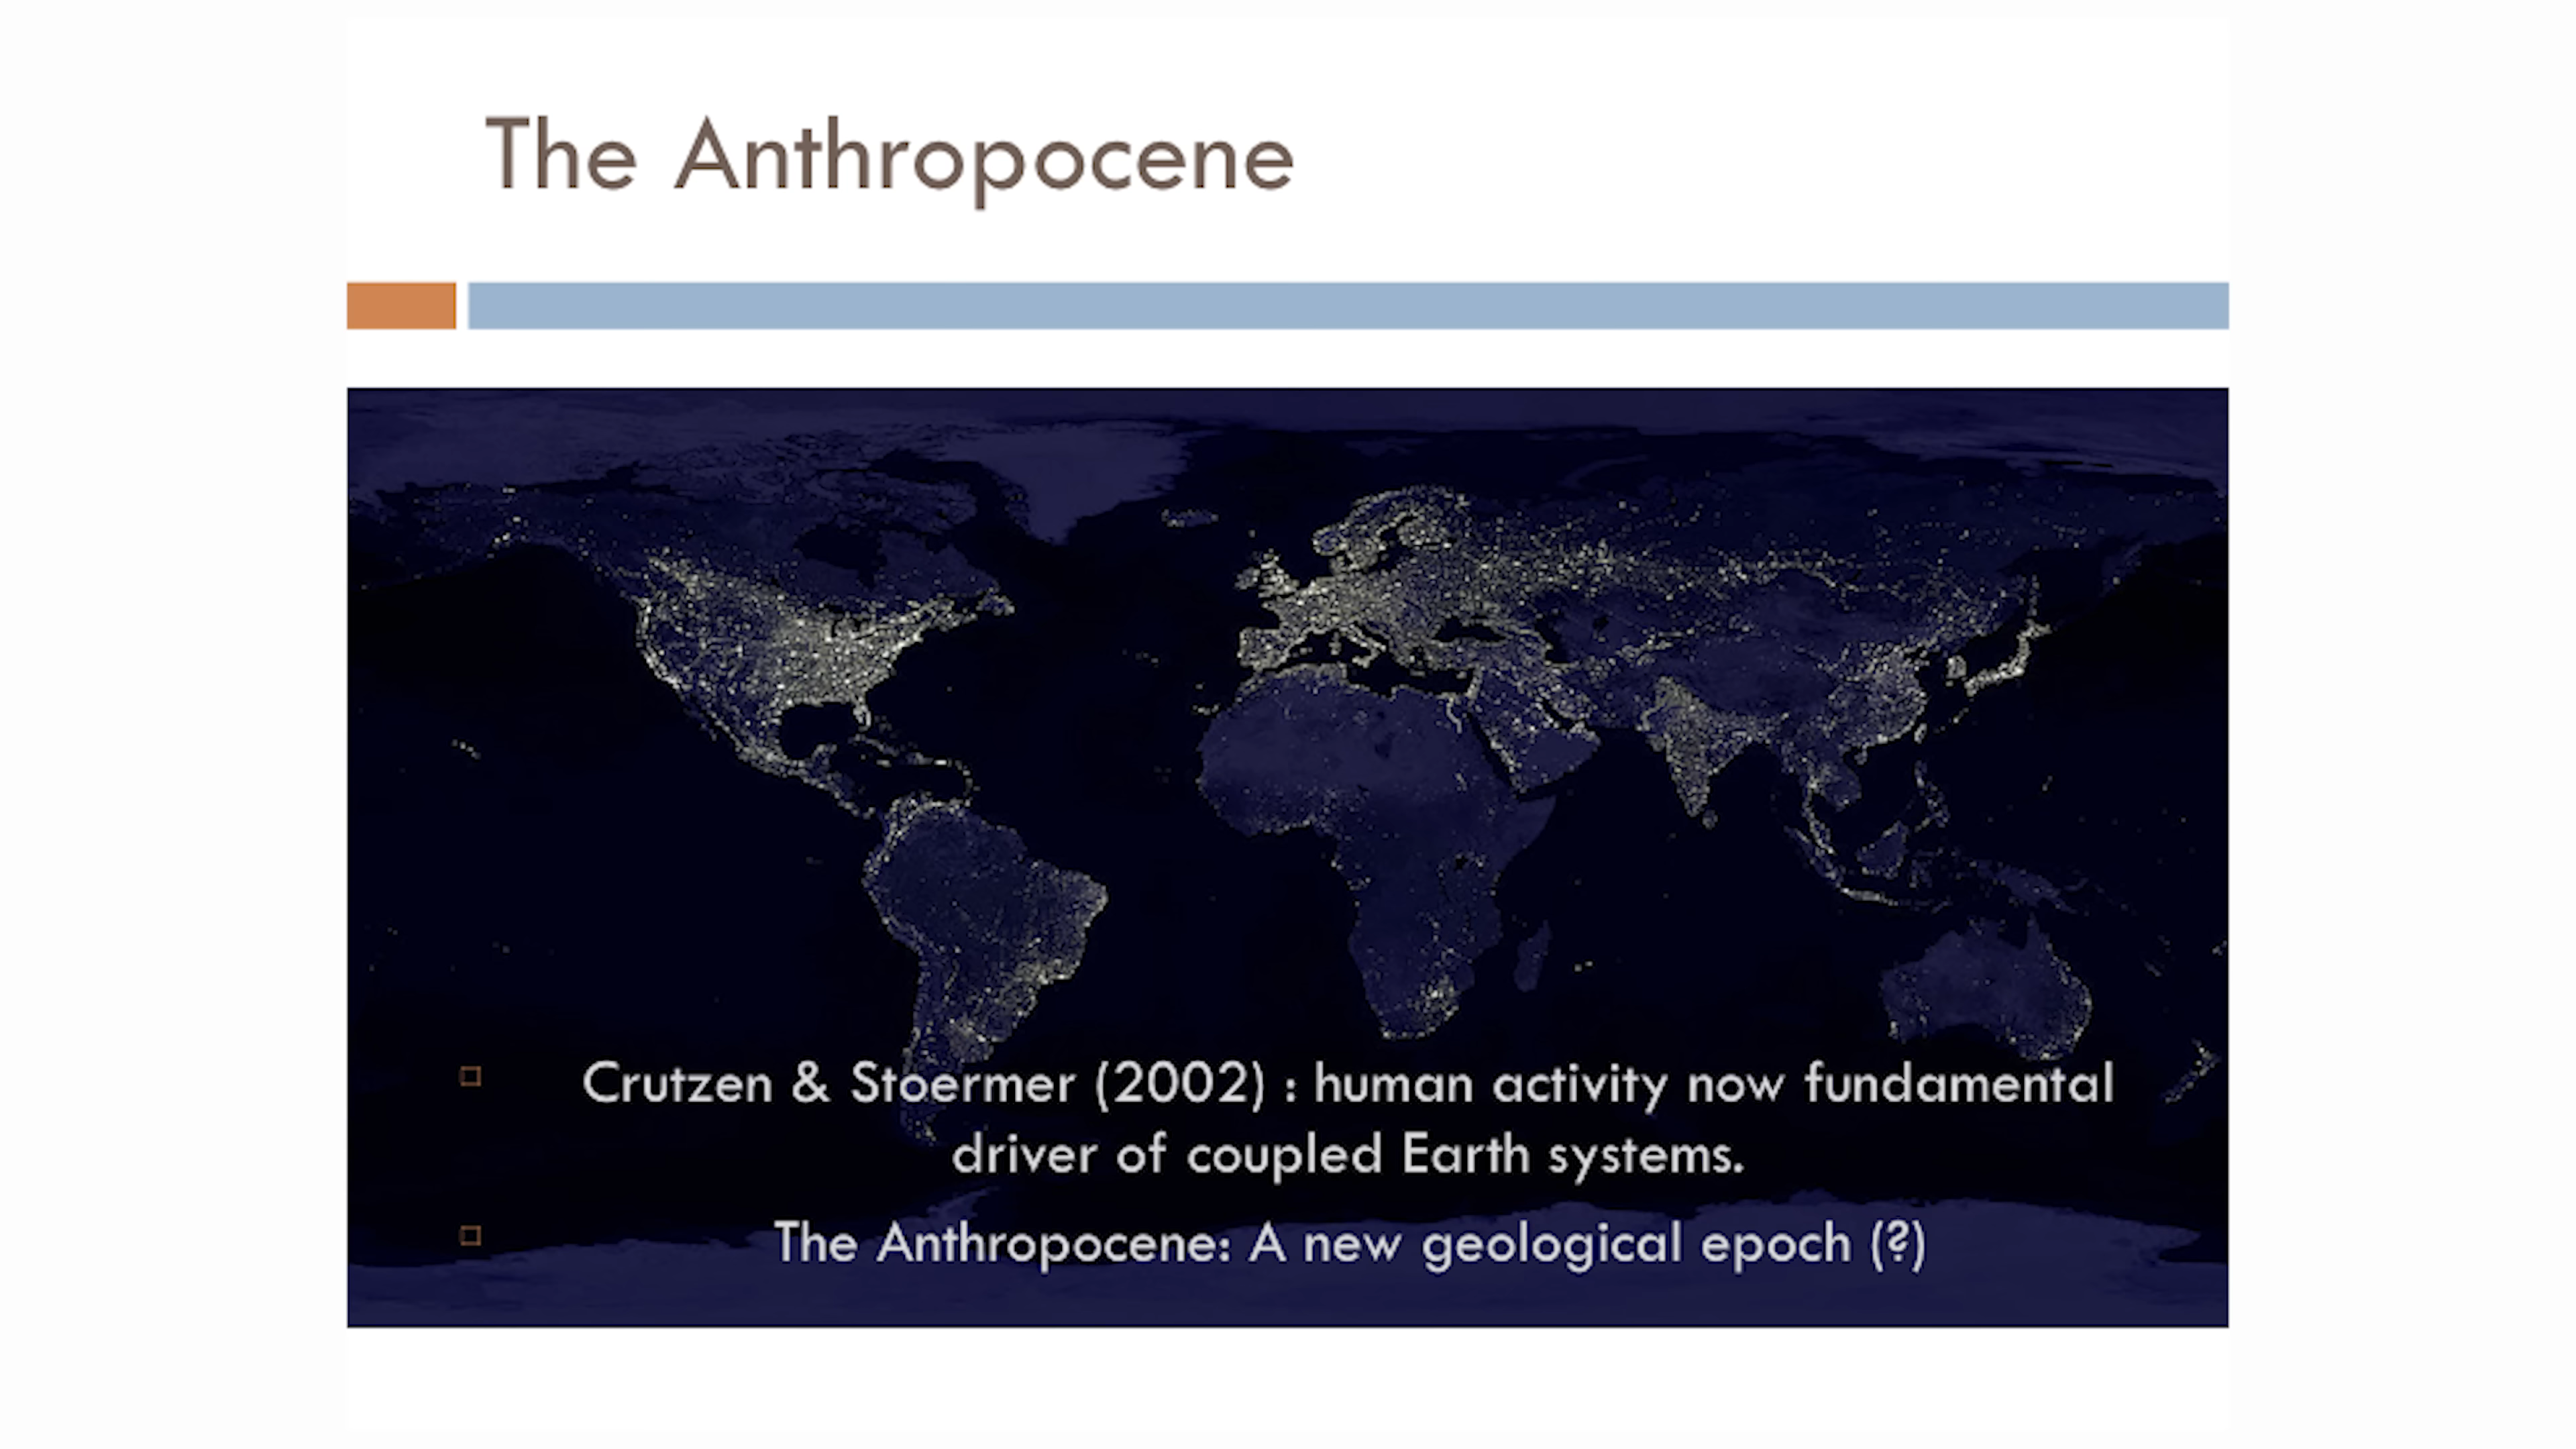 The Anthropocene
Crutzen & Stoermer (2002) : human activity now fundamental
driver of coupled Earth systems.
The Anthropocene: A new geological epoch (?)